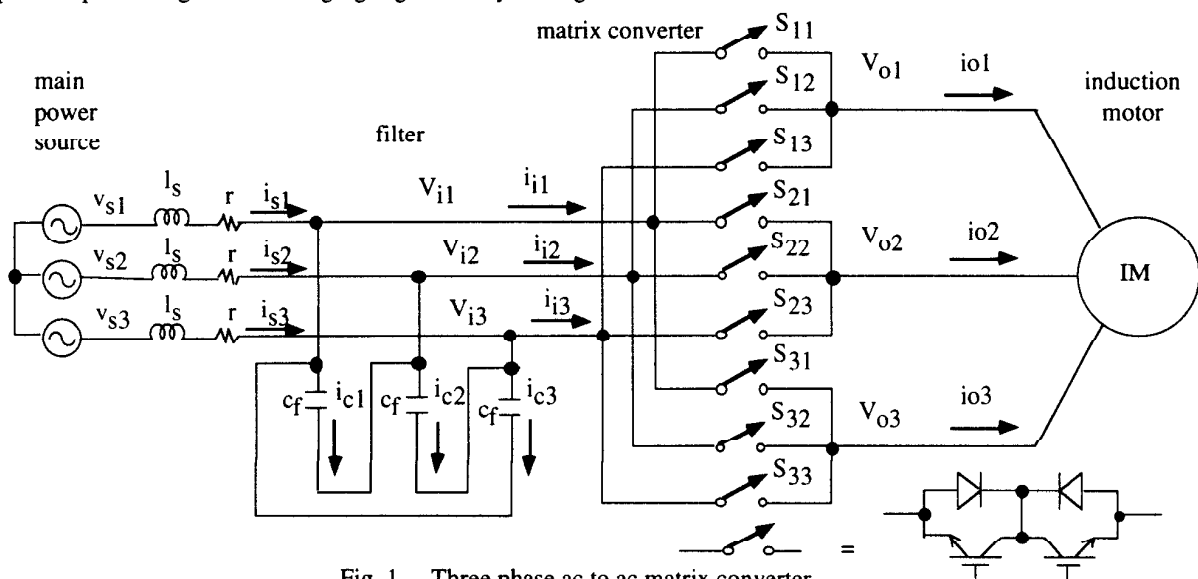 matrix converter
main
power
source
filter
induction
motor
S11
S12
S13
S21
S22
S23
S31
S32
S33
Vo1
io1
Vo2
io2
Vo3
io3
IM
vs1
ls
r
is1
Vi1
ii1
vs2
ls
r
is2
Vi2
ii2
vs3
ls
r
is3
Vi3
ii3
cf
ic1
cf
ic2
cf
ic3
=
Fig. 1 Three phase ac to ac matrix converter